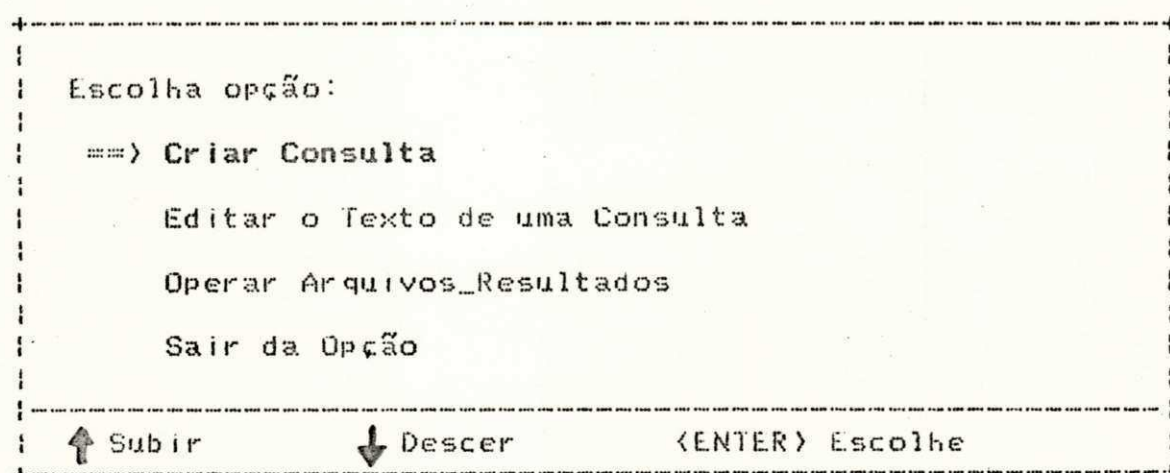 Escolha opção:
==> Criar Consulta
Editar o Texto de uma Consulta
Operar Arquivos_Resultados
Sair da Opção
↑ Subir ↓ Descer <ENTER> Escolhe